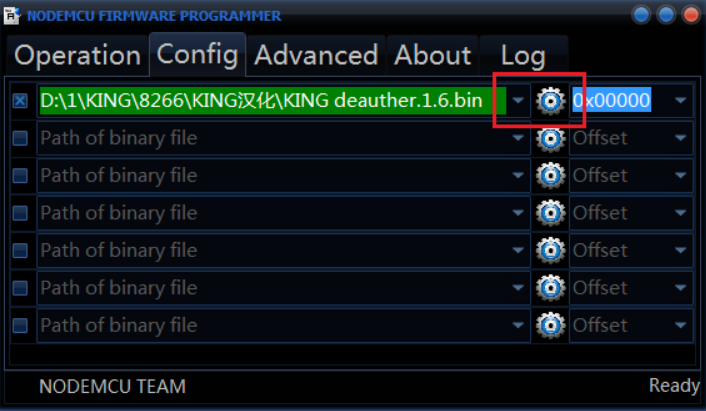 NODEMCU FIRMWARE PROGRAMMER
Operation Config Advanced About Log
D:\1\KING\8266\KING汉化\KING deauther.1.6.bin 0x00000
Path of binary file Offset
Path of binary file Offset
Path of binary file Offset
Path of binary file Offset
Path of binary file Offset
Path of binary file Offset
NODEMCU TEAM Ready